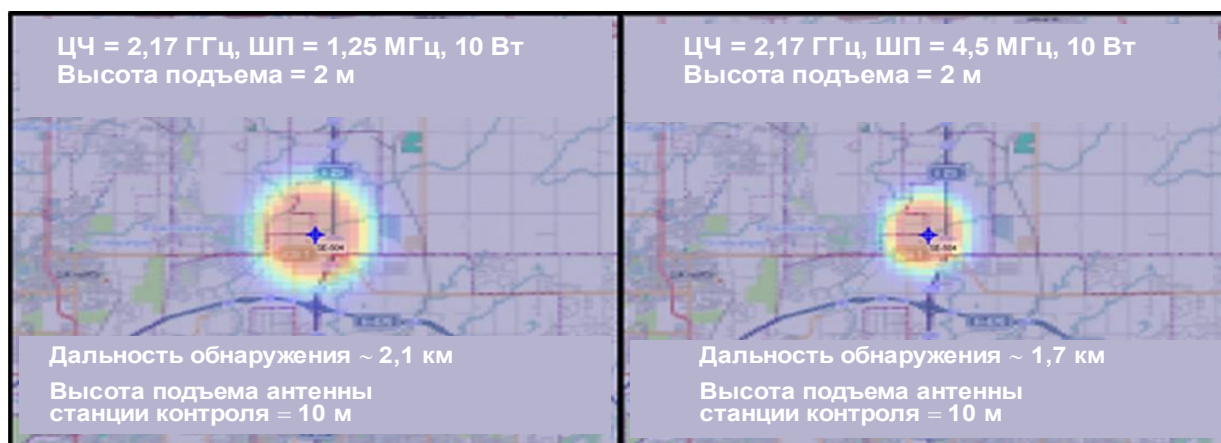 ЦЧ = 2,17 ГГц, ШП = 1,25 МГц, 10 Вт
Высота подъема = 2 м
Дальность обнаружения ~ 2,1 км
Высота подъема антенны
станции контроля = 10 м
ЦЧ = 2,17 ГГц, ШП = 4,5 МГц, 10 Вт
Высота подъема = 2 м
Дальность обнаружения ~ 1,7 км
Высота подъема антенны
станции контроля = 10 м